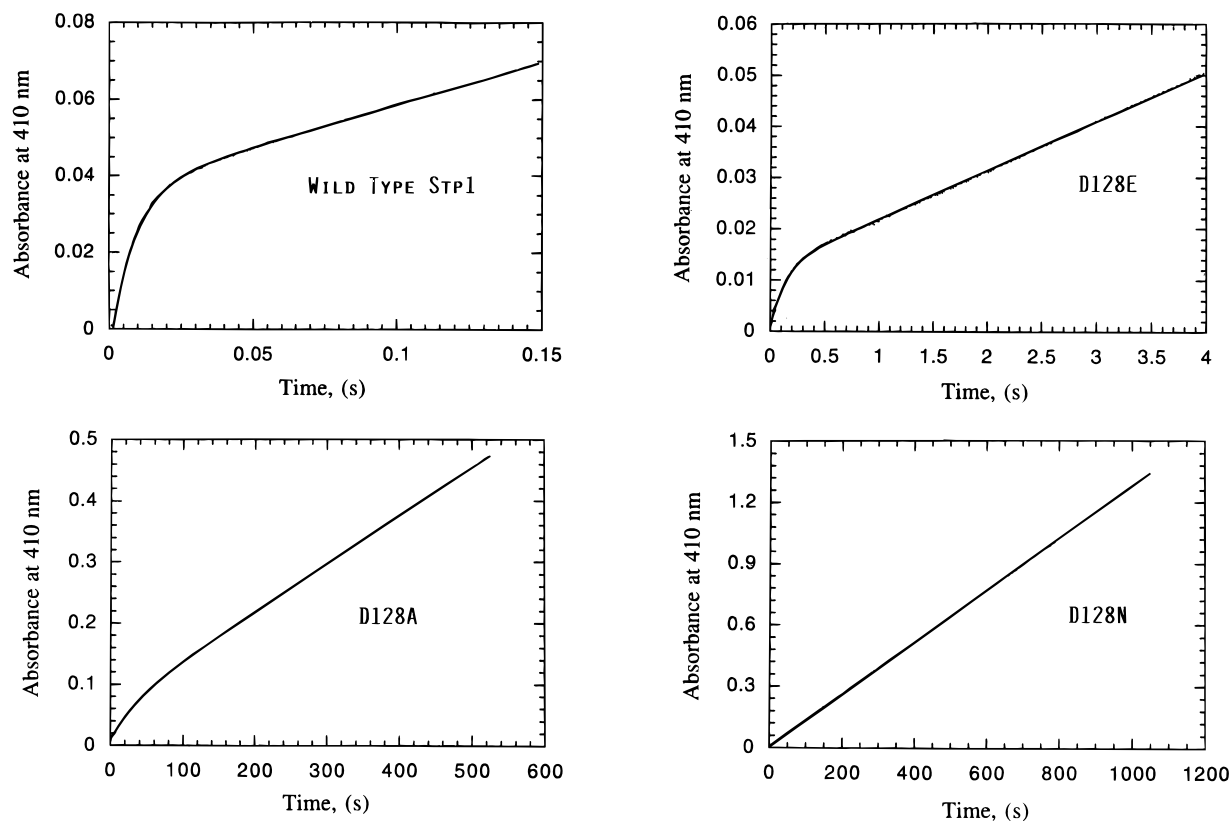 0.08
0.06
0.04
0.02
0
0 0.05 0.1 0.15
Absorbance at 410 nm
Time, (s)
WILD TYPE STP1
0.06
0.05
0.04
0.03
0.02
0.01
0
0 0.5 1 1.5 2 2.5 3 3.5 4
Absorbance at 410 nm
Time, (s)
D128E
0.5
0.4
0.3
0.2
0.1
0
0 100 200 300 400 500 600
Absorbance at 410 nm
Time, (s)
D128A
1.5
1.2
0.9
0.6
0.3
0
0 200 400 600 800 1000 1200
Absorbance at 410 nm
Time, (s)
D128N